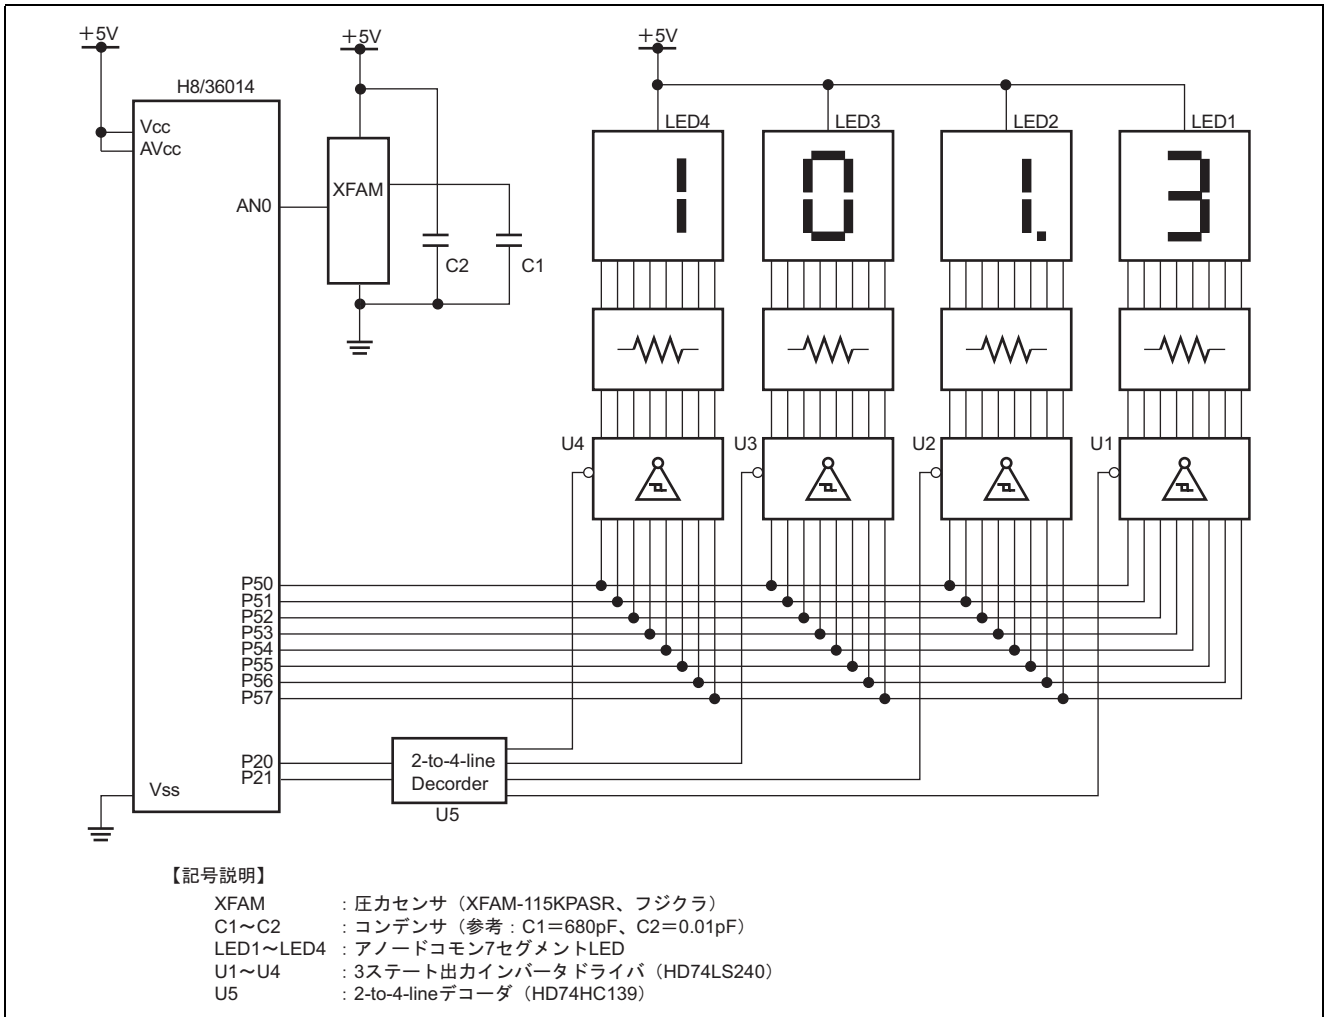 +5V
+5V
+5V
H8/36014
Vcc
AVcc
AN0
XFAM
C2
C1
LED4
LED3
LED2
LED1
1
0
1.
3
U4
U3
U2
U1
P50
P51
P52
P53
P54
P55
P56
P57
P20
P21
2-to-4-line
Decorder
U5
Vss
【記号説明】
XFAM : 圧力センサ（XFAM-115KPASR、フジクラ）
C1〜C2 : コンデンサ（参考：C1＝680pF、C2＝0.01pF）
LED1〜LED4 : アノードコモン7セグメントLED
U1〜U4 : 3ステート出力インバータドライバ（HD74LS240）
U5 : 2-to-4-lineデコーダ（HD74HC139）